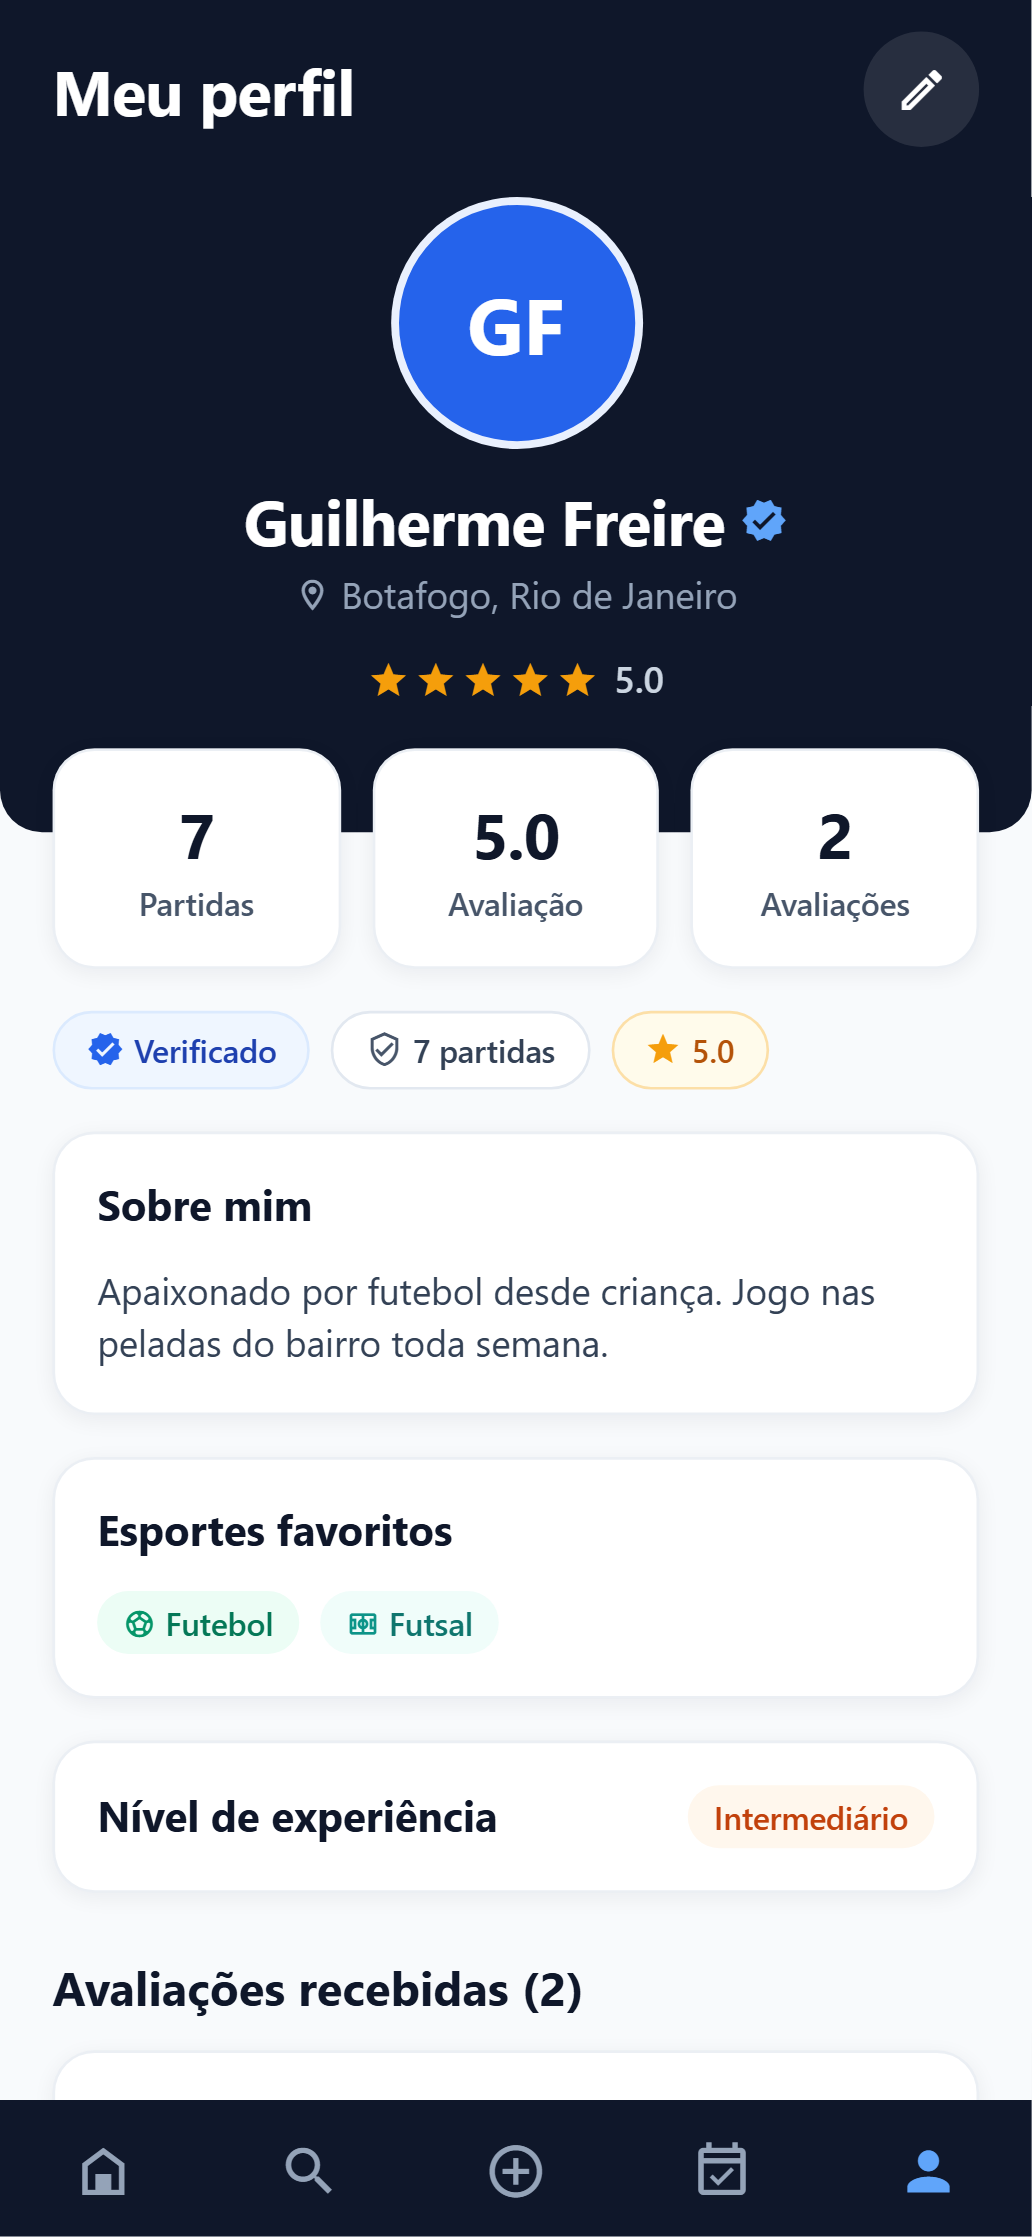 Meu perfil
GF
Guilherme Freire
Botafogo, Rio de Janeiro
5.0
7
Partidas
5.0
Avaliação
2
Avaliações
Verificado
7 partidas
5.0
Sobre mim
Apaixonado por futebol desde criança. Jogo nas
peladas do bairro toda semana.
Esportes favoritos
Futebol
Futsal
Nível de experiência
Intermediário
Avaliações recebidas (2)